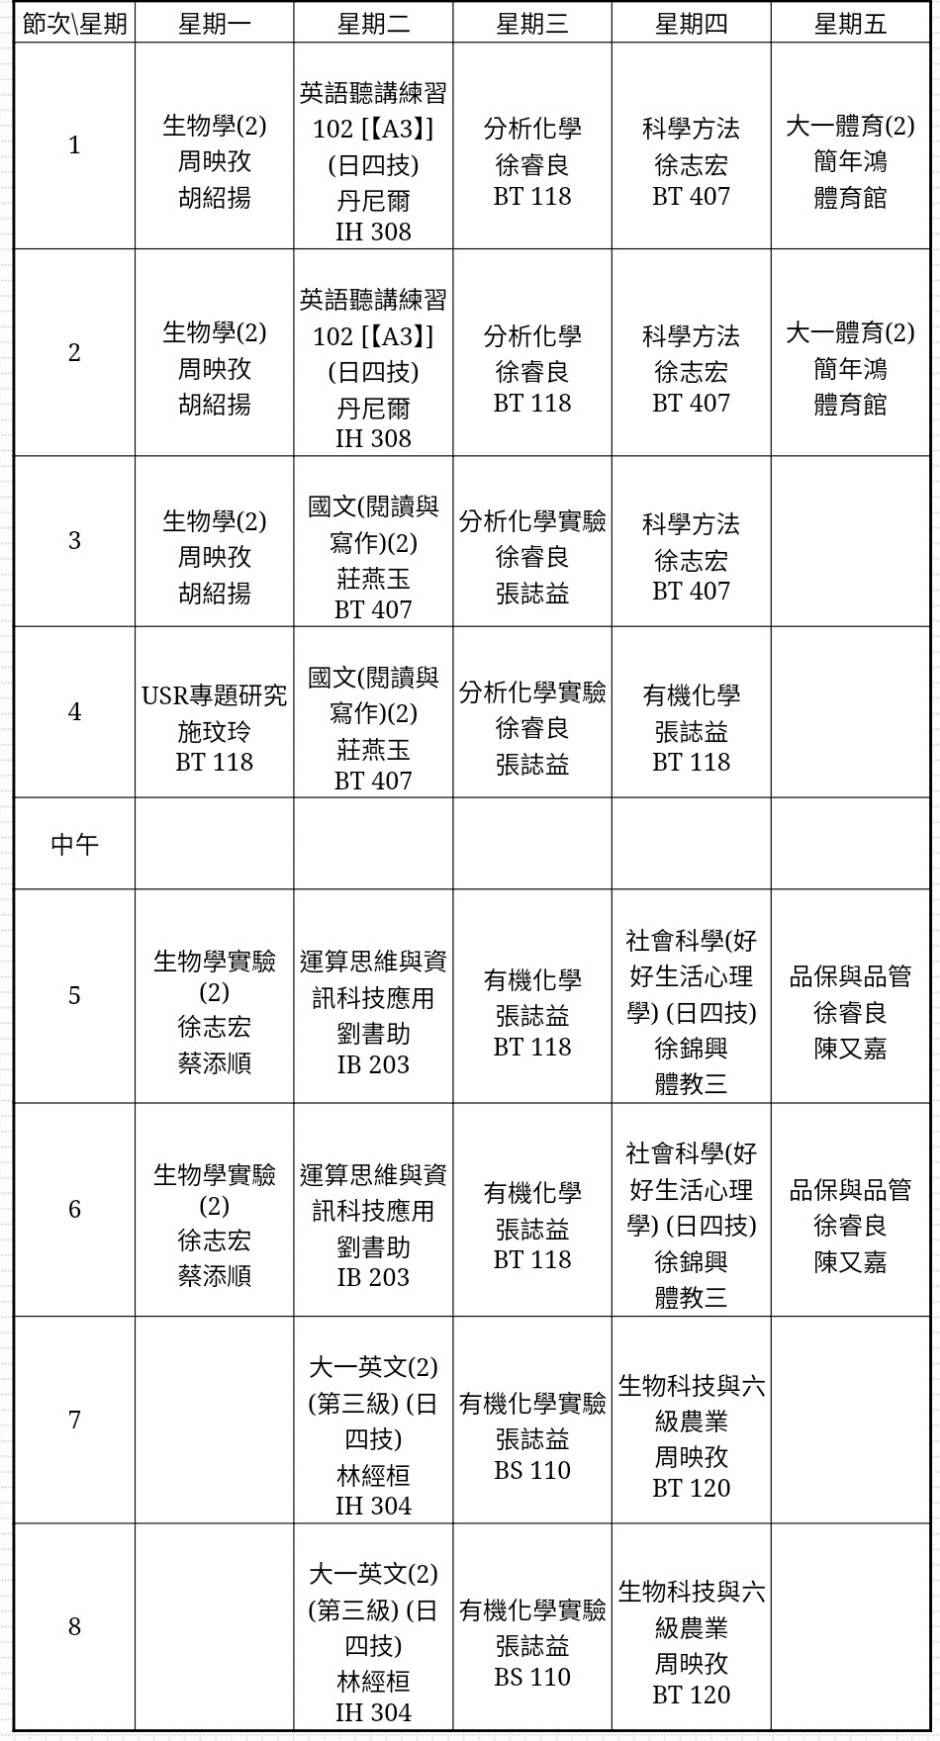 節次\星期 星期一 星期二 星期三 星期四 星期五
1
生物學(2)
周映孜
胡紹揚
英語聽講練習
102 [【A3】]
(日四技)
丹尼爾
IH 308
分析化學
徐睿良
BT 118
科學方法
徐志宏
BT 407
大一體育(2)
簡年鴻
體育館
2
生物學(2)
周映孜
胡紹揚
英語聽講練習
102 [【A3】]
(日四技)
丹尼爾
IH 308
分析化學
徐睿良
BT 118
科學方法
徐志宏
BT 407
大一體育(2)
簡年鴻
體育館
3
生物學(2)
周映孜
胡紹揚
國文(閱讀與
寫作)(2)
莊燕玉
BT 407
分析化學實驗
徐睿良
張誌益
科學方法
徐志宏
BT 407
4
USR專題研究
施玟玲
BT 118
國文(閱讀與
寫作)(2)
莊燕玉
BT 407
分析化學實驗
徐睿良
張誌益
有機化學
張誌益
BT 118
中午
5
生物學實驗
(2)
徐志宏
蔡添順
運算思維與資
訊科技應用
劉書助
IB 203
有機化學
張誌益
BT 118
社會科學(好
好生活心理
學) (日四技)
徐錦興
體教三
品保與品管
徐睿良
陳又嘉
6
生物學實驗
(2)
徐志宏
蔡添順
運算思維與資
訊科技應用
劉書助
IB 203
有機化學
張誌益
BT 118
社會科學(好
好生活心理
學) (日四技)
徐錦興
體教三
品保與品管
徐睿良
陳又嘉
7
大一英文(2)
(第三級) (日
四技)
林經桓
IH 304
有機化學實驗
張誌益
BS 110
生物科技與六
級農業
周映孜
BT 120
8
大一英文(2)
(第三級) (日
四技)
林經桓
IH 304
有機化學實驗
張誌益
BS 110
生物科技與六
級農業
周映孜
BT 120